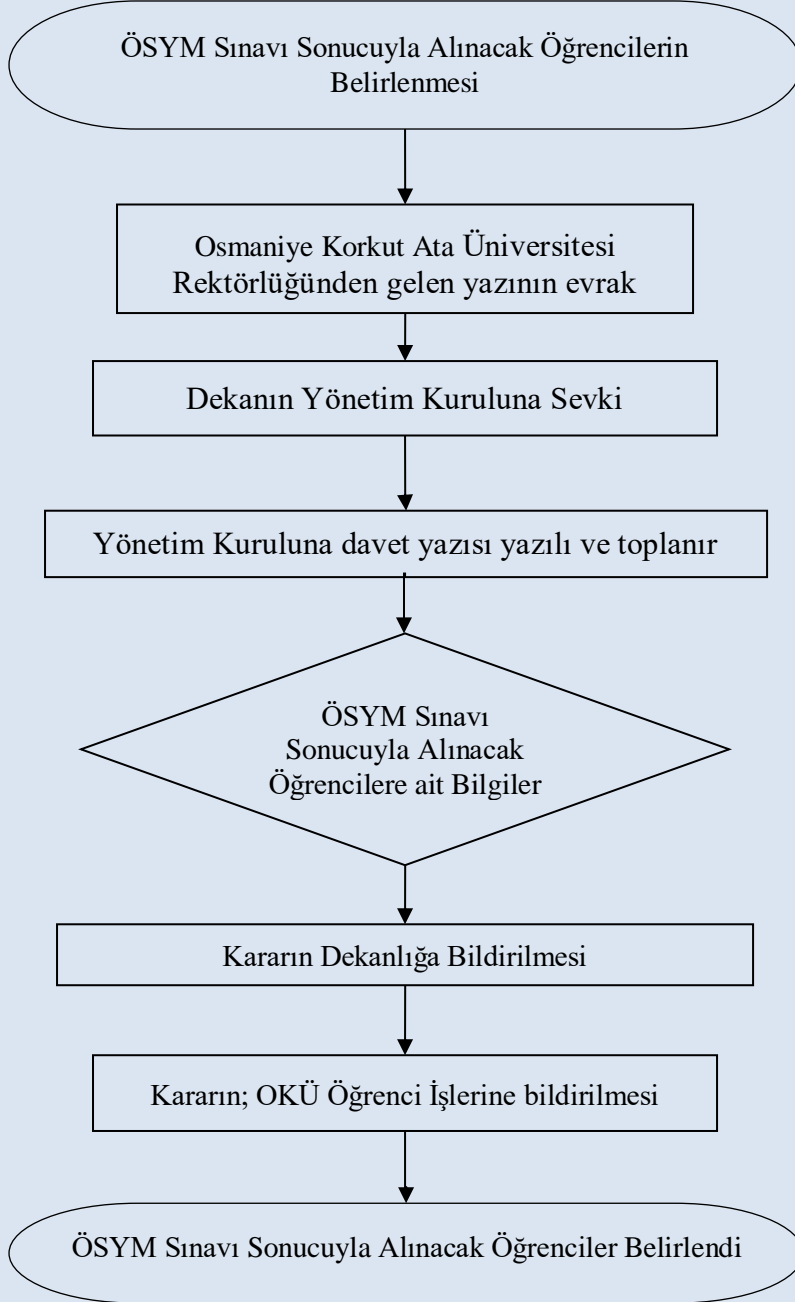 ÖSYM Sınavı Sonucuyla Alınacak Öğrencilerin
Belirlenmesi
Osmaniye Korkut Ata Üniversitesi
Rektörlüğünden gelen yazının evrak
Dekanın Yönetim Kuruluna Sevki
Yönetim Kuruluna davet yazısı yazılı ve toplanır
ÖSYM Sınavı
Sonucuyla Alınacak
Öğrencilere ait Bilgiler
Kararın Dekanlığa Bildirilmesi
Kararın; OKÜ Öğrenci İşlerine bildirilmesi
ÖSYM Sınavı Sonucuyla Alınacak Öğrenciler Belirlendi